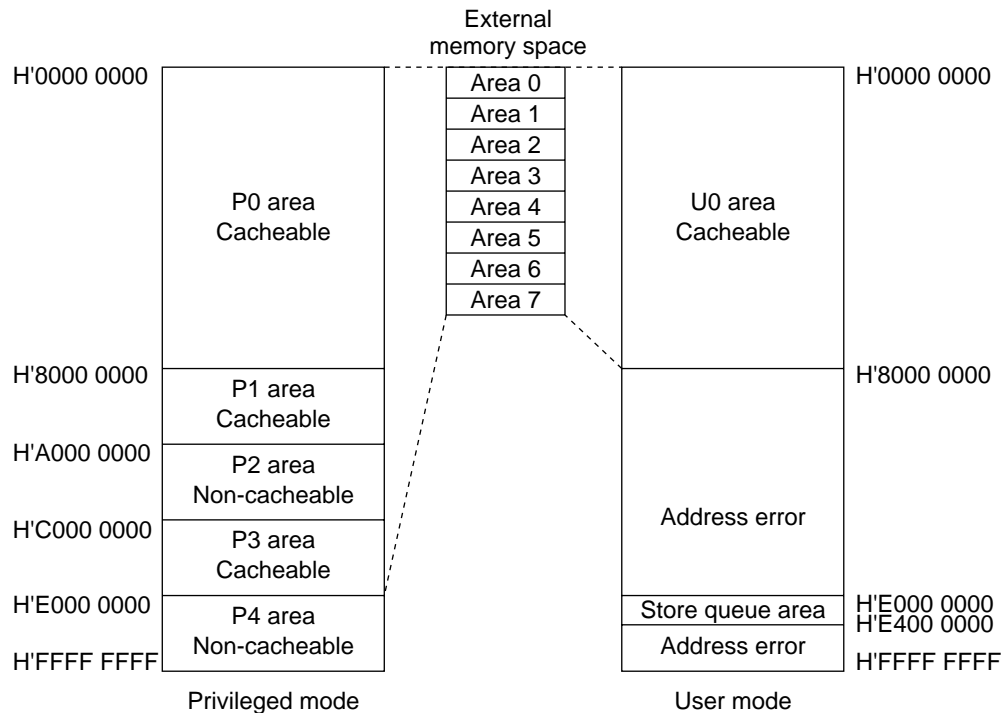 External
memory space
H'0000 0000
H'0000 0000
Area 0
Area 1
Area 2
Area 3
Area 4
Area 5
Area 6
Area 7
P0 area
Cacheable
U0 area
Cacheable
H'8000 0000
H'8000 0000
P1 area
Cacheable
H'A000 0000
P2 area
Non-cacheable
H'C000 0000
P3 area
Cacheable
Address error
H'E000 0000
P4 area
Non-cacheable
Store queue area
H'E000 0000
H'E400 0000
Address error
H'FFFF FFFF
H'FFFF FFFF
Privileged mode
User mode